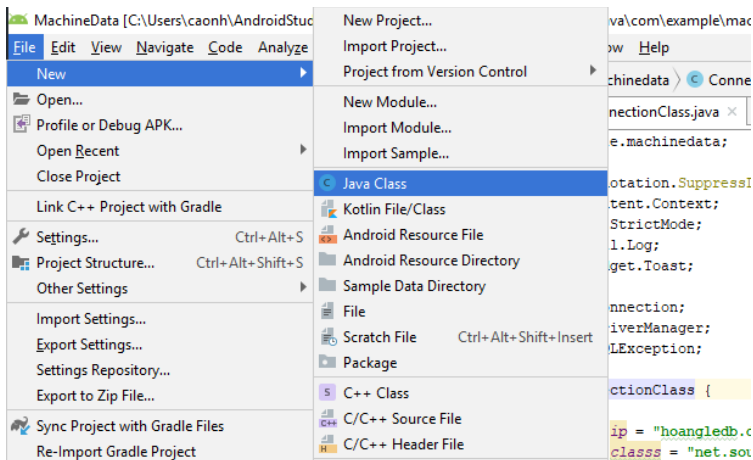 MachineData [C:\Users\caonh\AndroidStud
File Edit View Navigate Code Analyze
New
Open...
Profile or Debug APK...
Open Recent
Close Project
Link C++ Project with Gradle
Settings... Ctrl+Alt+S
Project Structure... Ctrl+Alt+Shift+S
Other Settings
Import Settings...
Export Settings...
Settings Repository...
Export to Zip File...
Sync Project with Gradle Files
Re-Import Gradle Project
New Project...
Import Project...
Project from Version Control
New Module...
Import Module...
Import Sample...
Java Class
Kotlin File/Class
Android Resource File
Android Resource Directory
Sample Data Directory
File
Scratch File Ctrl+Alt+Shift+Insert
Package
C++ Class
C/C++ Source File
C/C++ Header File
va\com\example\mac
ow Help
chinedata C Conne
nectionClass.java
e.machinedata;
otation.SuppressL
tent.Context;
StrictMode;
l.Log;
get.Toast;
nnection;
iverManager;
LException;
ctionClass {
ip = "hoangledb.c
classs = "net.sou